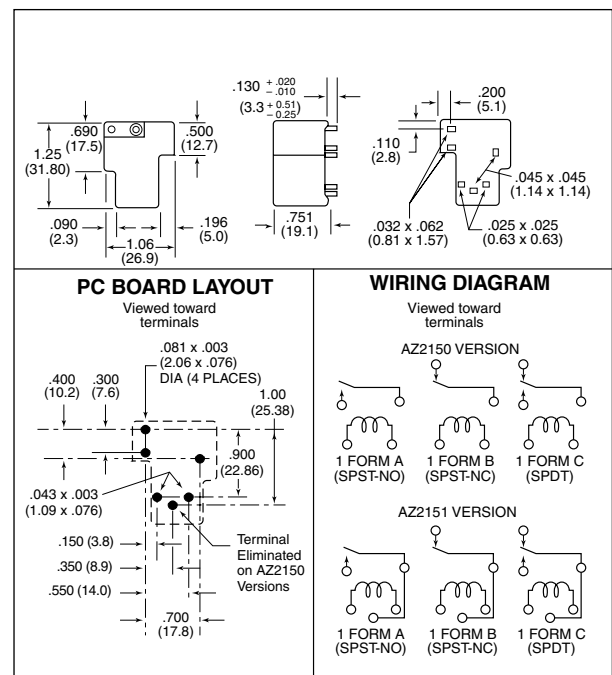 .130 + .020
- .010
(3.3 + 0.51)
- 0.25
.200
(5.1)
.690
(17.5)
.500
(12.7)
1.25
(31.80)
.110
(2.8)
.045 x .045
(1.14 x 1.14)
.090
(2.3)
1.06
(26.9)
.196
(5.0)
.751
(19.1)
.032 x .062
(0.81 x 1.57)
.025 x .025
(0.63 x 0.63)
PC BOARD LAYOUT
Viewed toward
terminals
.081 x .003
(2.06 x .076)
DIA (4 PLACES)
.400
(10.2)
.300
(7.6)
1.00
(25.38)
.900
(22.86)
.043 x .003
(1.09 x .076)
.150 (3.8)
.350 (8.9)
.550 (14.0)
.700
(17.8)
Terminal
Eliminated
on AZ2150
Versions
WIRING DIAGRAM
Viewed toward
terminals
AZ2150 VERSION
1 FORM A
(SPST-NO)
1 FORM B
(SPST-NC)
1 FORM C
(SPDT)
AZ2151 VERSION
1 FORM A
(SPST-NO)
1 FORM B
(SPST-NC)
1 FORM C
(SPDT)